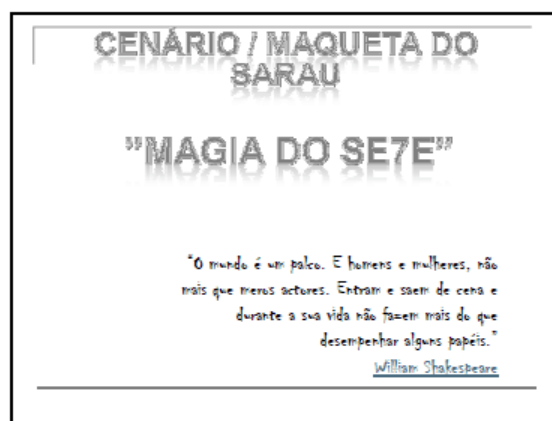 CENÁRIO / MAQUETA DO
SARAU
”MAGIA DO SE7E”
“O mundo é um palco. E homens e mulheres, não
mais que meros actores. Entram e saem de cena e
durante a sua vida não fazem mais do que
desempenhar alguns papéis.”
William Shakespeare